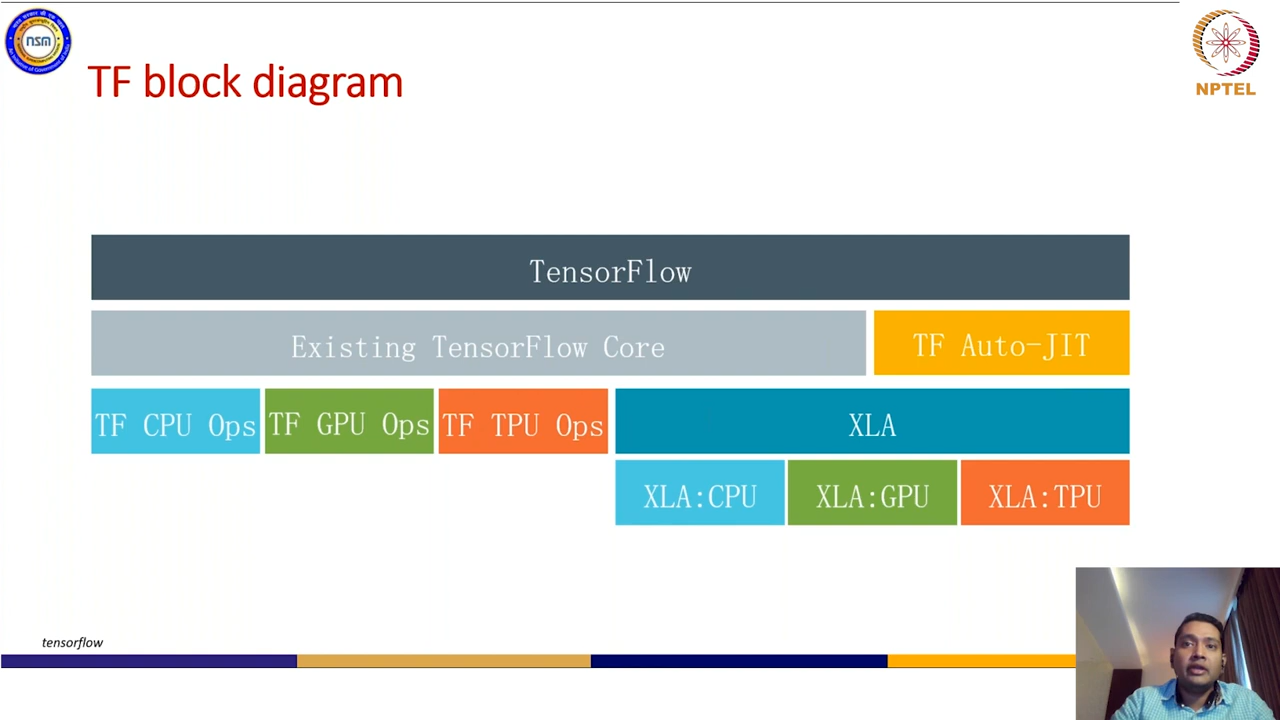 nsm
NPTEL
TF block diagram
TensorFlow
Existing TensorFlow Core
TF Auto-JIT
TF CPU Ops
TF GPU Ops
TF TPU Ops
XLA
XLA:CPU
XLA:GPU
XLA:TPU
tensorflow